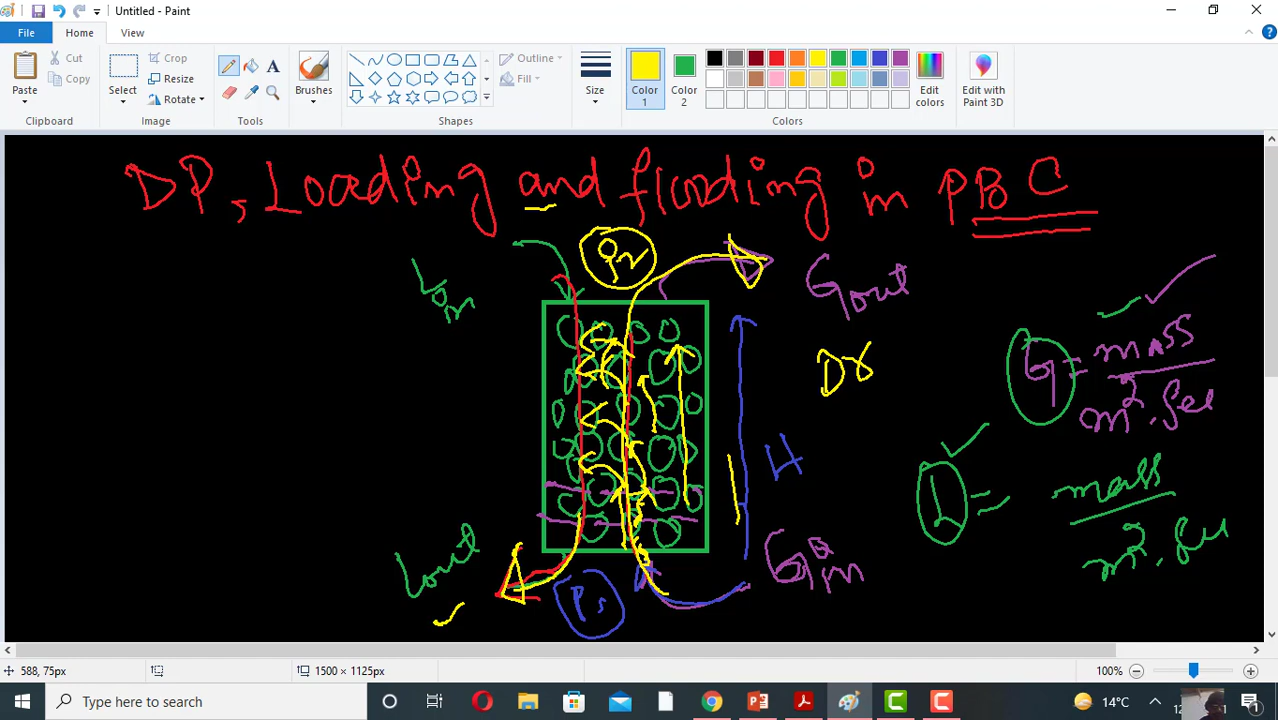 Untitled - Paint
File
Home
View
Paste
Cut
Copy
Clipboard
Select
Crop
Resize
Rotate
Image
Tools
Brushes
Shapes
Outline
Fill
Size
Color 1
Color 2
Edit colors
Colors
Edit with Paint 3D
DP, Loading and flooding in PBC
P2
Lin
Gout
G = mass
m².sec
H
L = mass
m².sec
Lout
Gin
588, 75px
1500 × 1125px
100%
Type here to search
14°C